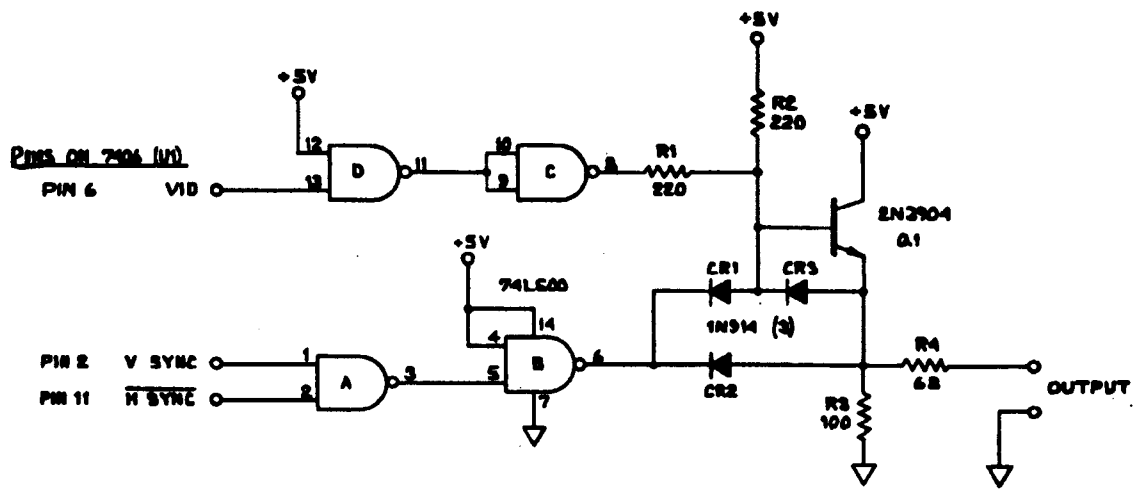 +5V
+5V
R2
220
+5V
PINS ON 7406 (U1)
PIN 6 VID
12
13
D
11
10
9
C
8
R1
220
2N3904
Q.1
+5V
74LS00
CR1
CR3
1N914 (3)
14
4
5
B
6
7
PIN 2 V SYNC
1
PIN 11 H SYNC
2
A
3
CR2
R4
68
R3
100
OUTPUT